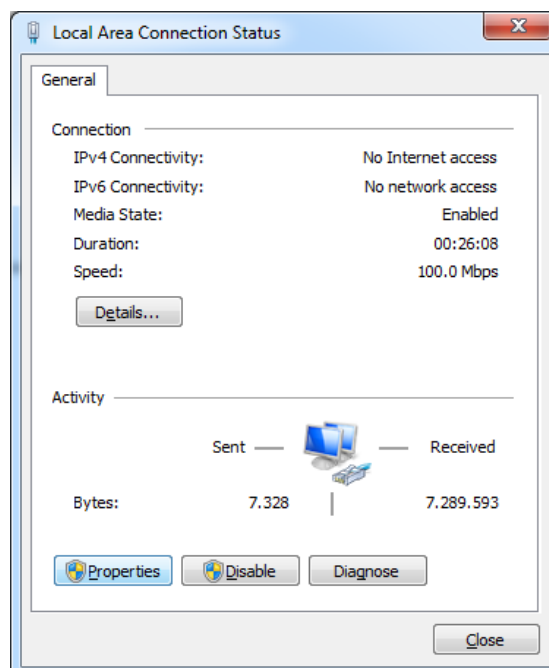 Local Area Connection Status
General
Connection
IPv4 Connectivity: No Internet access
IPv6 Connectivity: No network access
Media State: Enabled
Duration: 00:26:08
Speed: 100.0 Mbps
Details...
Activity
Sent Received
Bytes: 7.328 7.289.593
Properties Disable Diagnose
Close